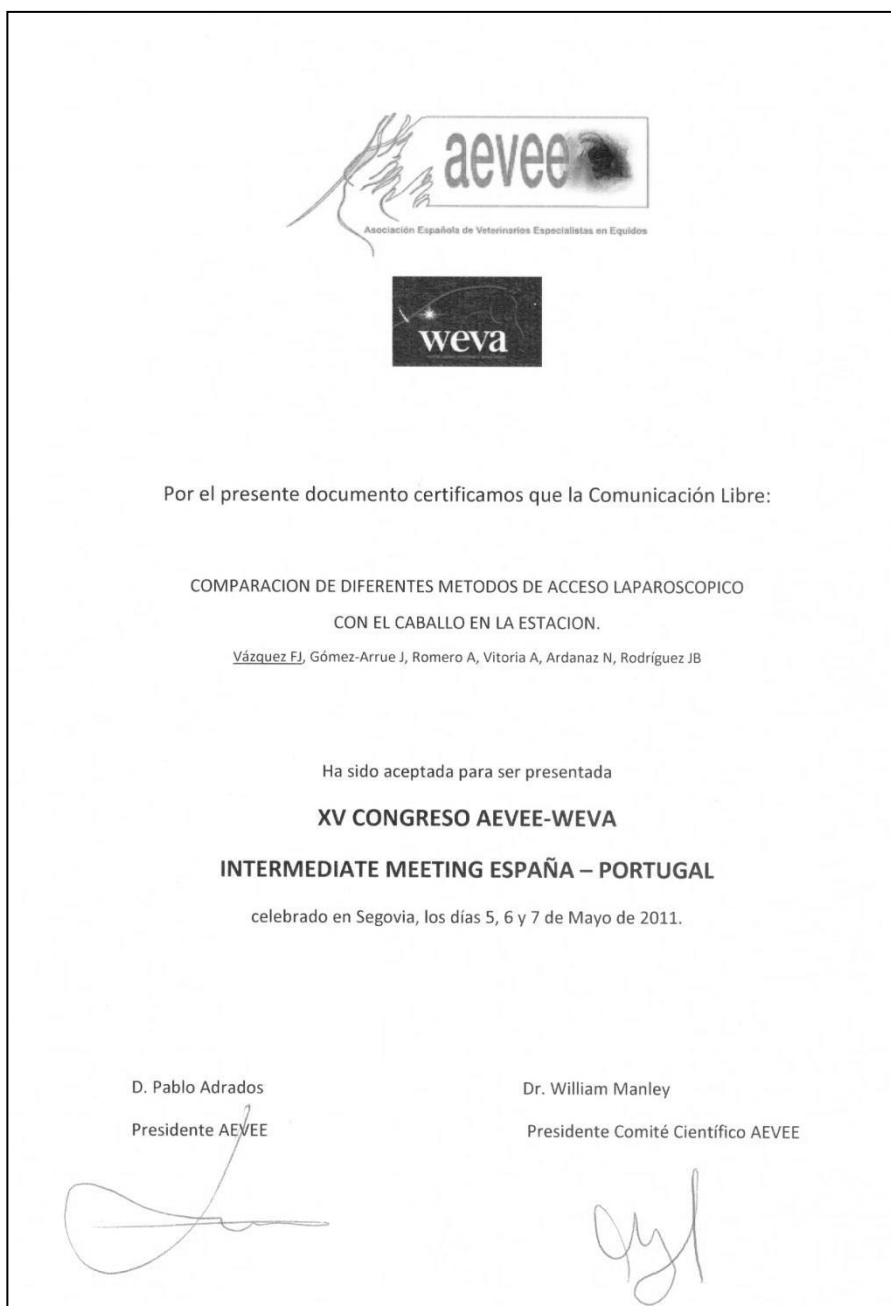 aevee
Asociación Española de Veterinarios Especialistas en Equidos
weva
Por el presente documento certificamos que la Comunicación Libre:
COMPARACION DE DIFERENTES METODOS DE ACCESO LAPAROSCOPICO
CON EL CABALLO EN LA ESTACION.
Vázquez FJ, Gómez-Arrue J, Romero A, Vitoria A, Ardanaz N, Rodríguez JB
Ha sido aceptada para ser presentada
XV CONGRESO AEVEE-WEVA
INTERMEDIATE MEETING ESPAÑA – PORTUGAL
celebrado en Segovia, los días 5, 6 y 7 de Mayo de 2011.
D. Pablo Adrados
Dr. William Manley
Presidente AEVEE
Presidente Comité Científico AEVEE